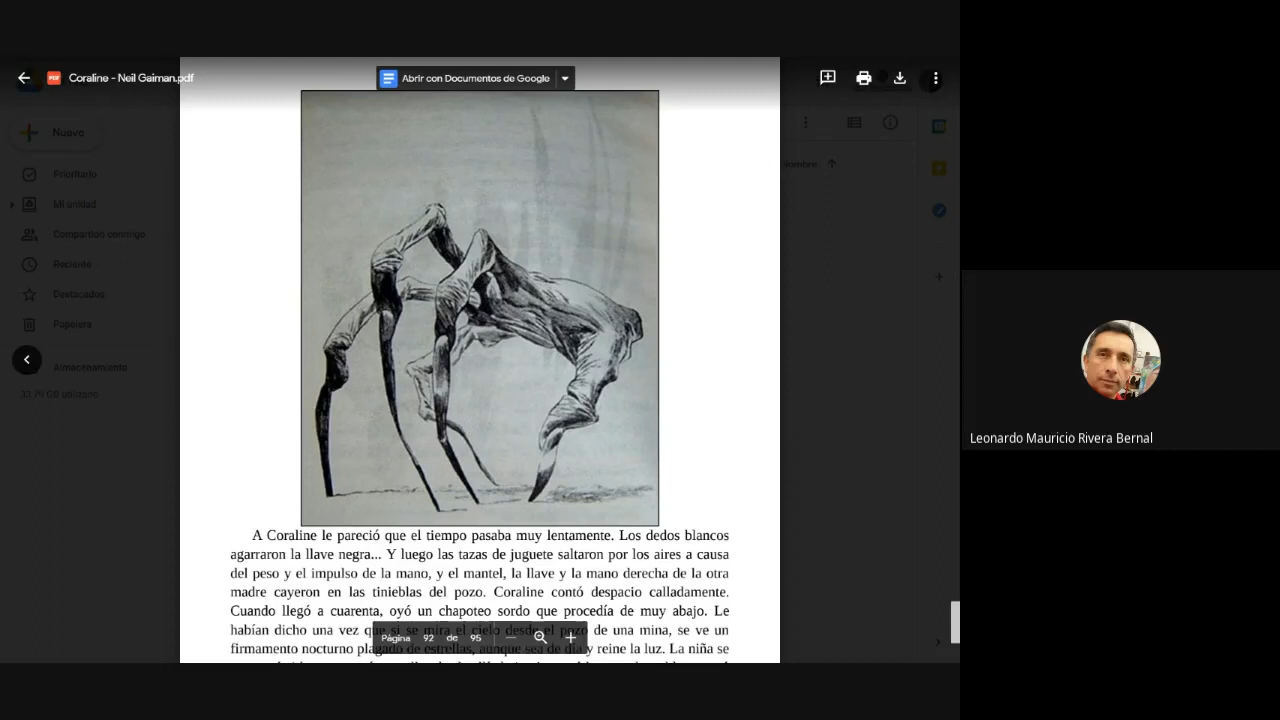 Coraline - Neil Gaiman.pdf
Abrir con Documentos de Google
Nuevo
Prioritario
Mi unidad
Compartido conmigo
Reciente
Destacados
Papelera
Almacenamiento
A Coraline le pareció que el tiempo pasaba muy lentamente. Los dedos blancos
agarraron la llave negra... Y luego las tazas de juguete saltaron por los aires a causa
del peso y el impulso de la mano, y el mantel, la llave y la mano derecha de la otra
madre cayeron en las tinieblas del pozo. Coraline contó despacio calladamente.
Cuando llegó a cuarenta, oyó un chapoteo sordo que procedía de muy abajo. Le
habían dicho una vez que si se mira el cielo desde el pozo de una mina, se ve un
firmamento nocturno plagado de estrellas, aunque sea de día y reine la luz. La niña se
Página 92 de 95
Leonardo Mauricio Rivera Bernal